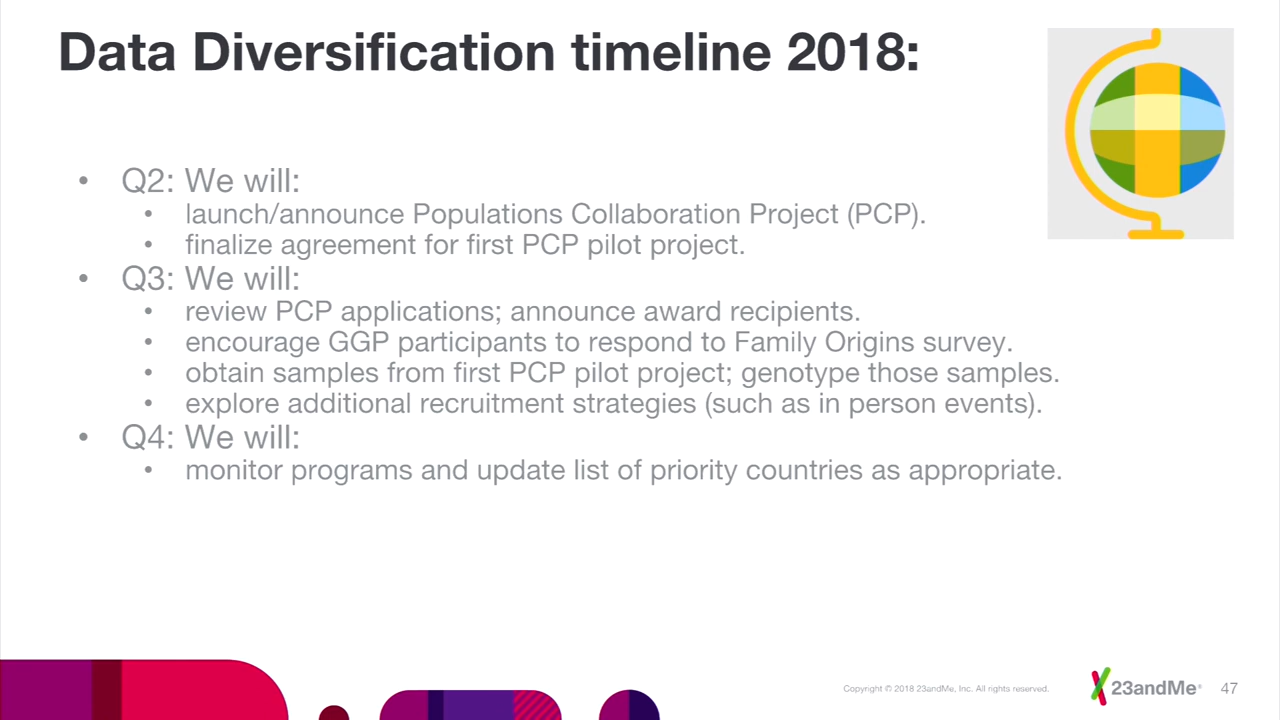 Data Diversification timeline 2018:
• Q2: We will:
• launch/announce Populations Collaboration Project (PCP).
• finalize agreement for first PCP pilot project.
• Q3: We will:
• review PCP applications; announce award recipients.
• encourage GGP participants to respond to Family Origins survey.
• obtain samples from first PCP pilot project; genotype those samples.
• explore additional recruitment strategies (such as in person events).
• Q4: We will:
• monitor programs and update list of priority countries as appropriate.
Copyright © 2018 23andMe, Inc. All rights reserved. 23andMe® 47